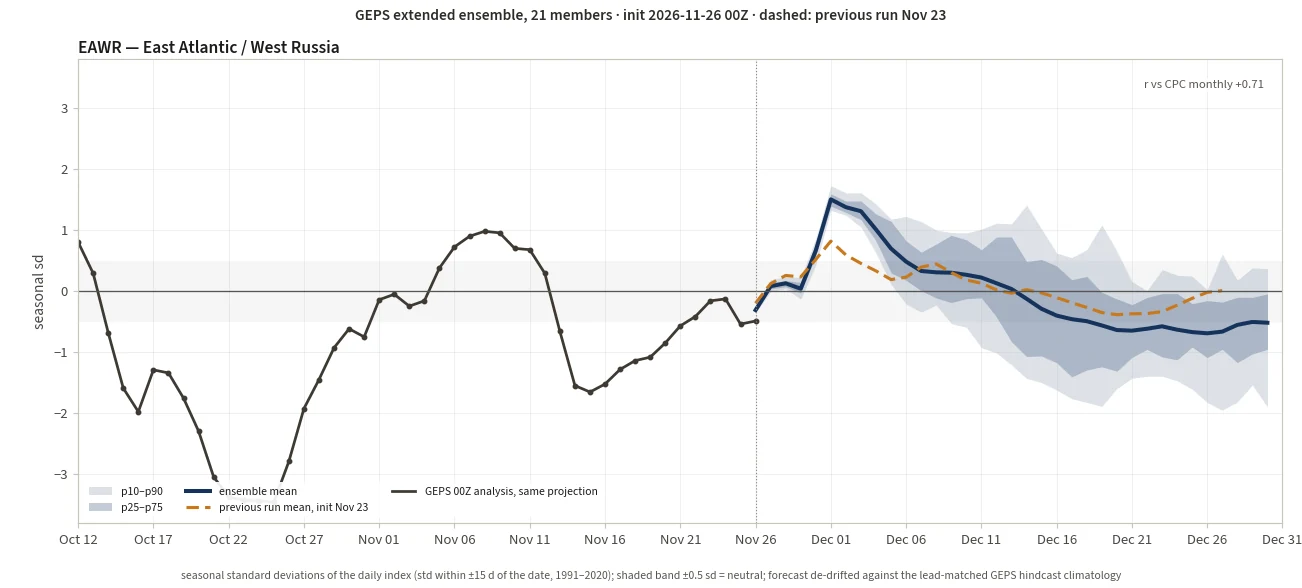 GEPS extended ensemble, 21 members · init 2026-11-26 00Z · dashed: previous run Nov 23
EAWR — East Atlantic / West Russia
r vs CPC monthly +0.71
seasonal sd
3
2
1
0
−1
−2
−3
p10–p90
p25–p75
ensemble mean
previous run mean, init Nov 23
GEPS 00Z analysis, same projection
Oct 12 Oct 17 Oct 22 Oct 27 Nov 01 Nov 06 Nov 11 Nov 16 Nov 21 Nov 26 Dec 01 Dec 06 Dec 11 Dec 16 Dec 21 Dec 26 Dec 31
seasonal standard deviations of the daily index (std within ±15 d of the date, 1991–2020); shaded band ±0.5 sd = neutral; forecast de-drifted against the lead-matched GEPS hindcast climatology